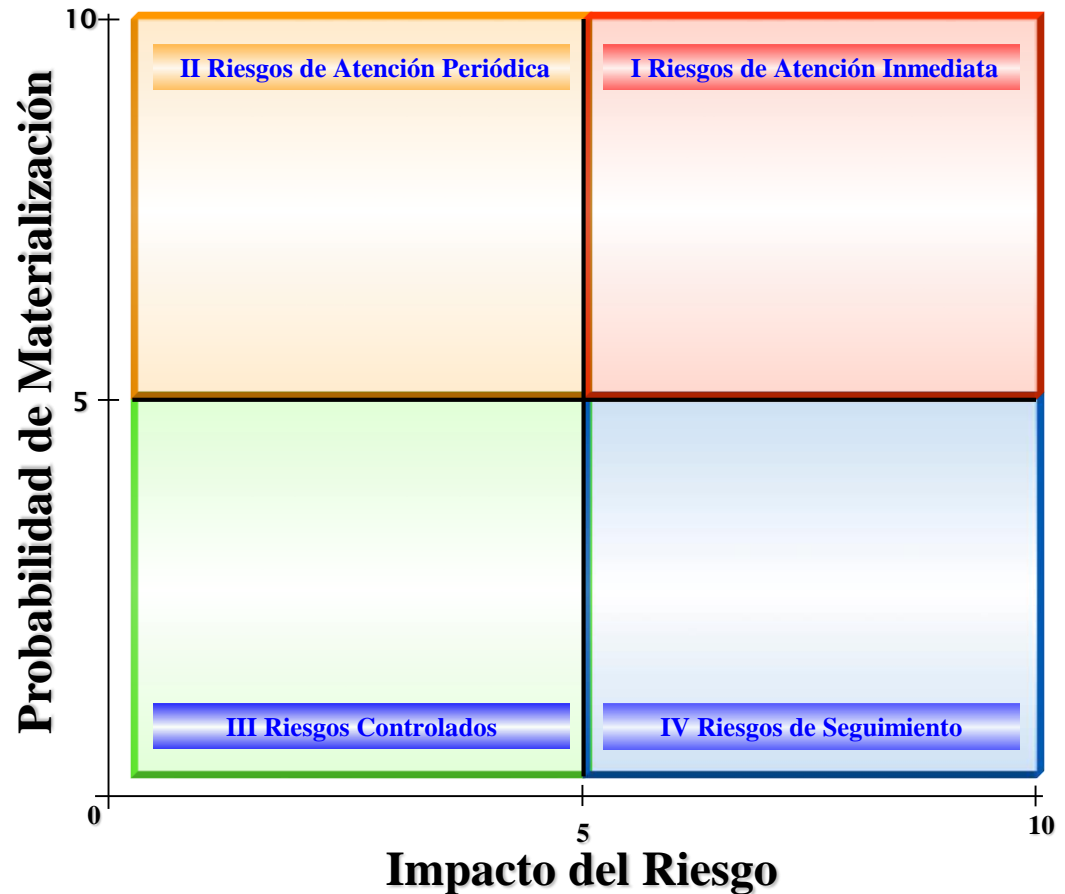 10
II Riesgos de Atención Periódica
I Riesgos de Atención Inmediata
Probabilidad de Materialización
5
III Riesgos Controlados
IV Riesgos de Seguimiento
0
5
10
Impacto del Riesgo